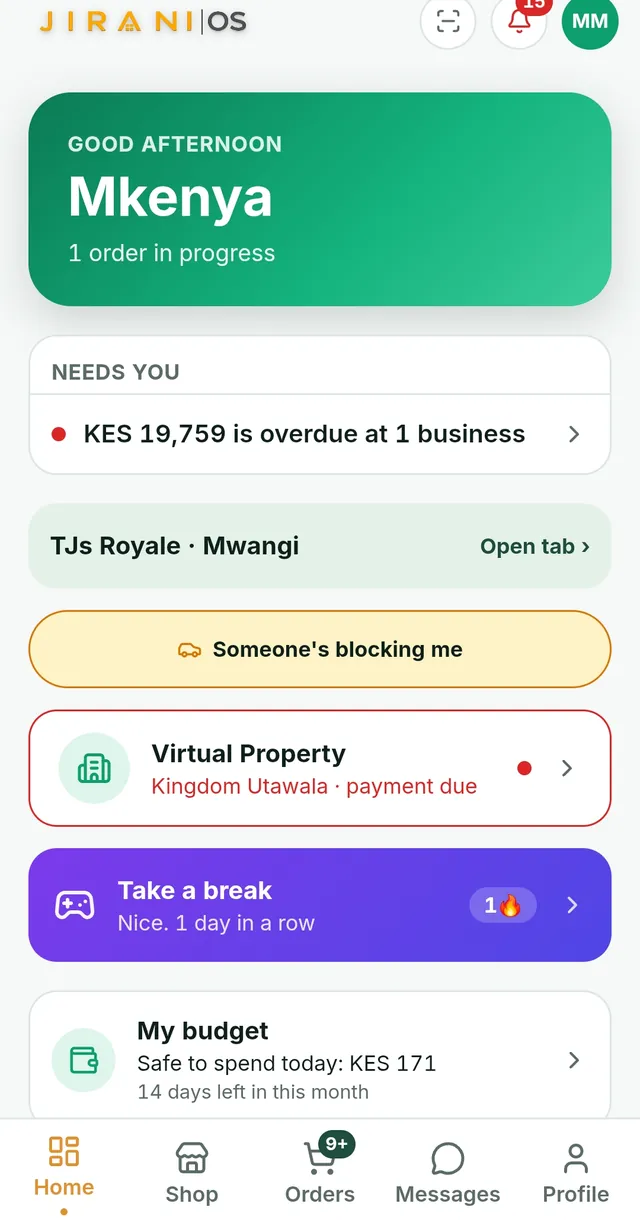 JIRANI|OS
15
MM
GOOD AFTERNOON
Mkenya
1 order in progress
NEEDS YOU
KES 19,759 is overdue at 1 business
TJs Royale · Mwangi
Open tab ›
Someone's blocking me
Virtual Property
Kingdom Utawala · payment due
Take a break
Nice. 1 day in a row
1🔥
My budget
Safe to spend today: KES 171
14 days left in this month
9+
Home
Shop
Orders
Messages
Profile